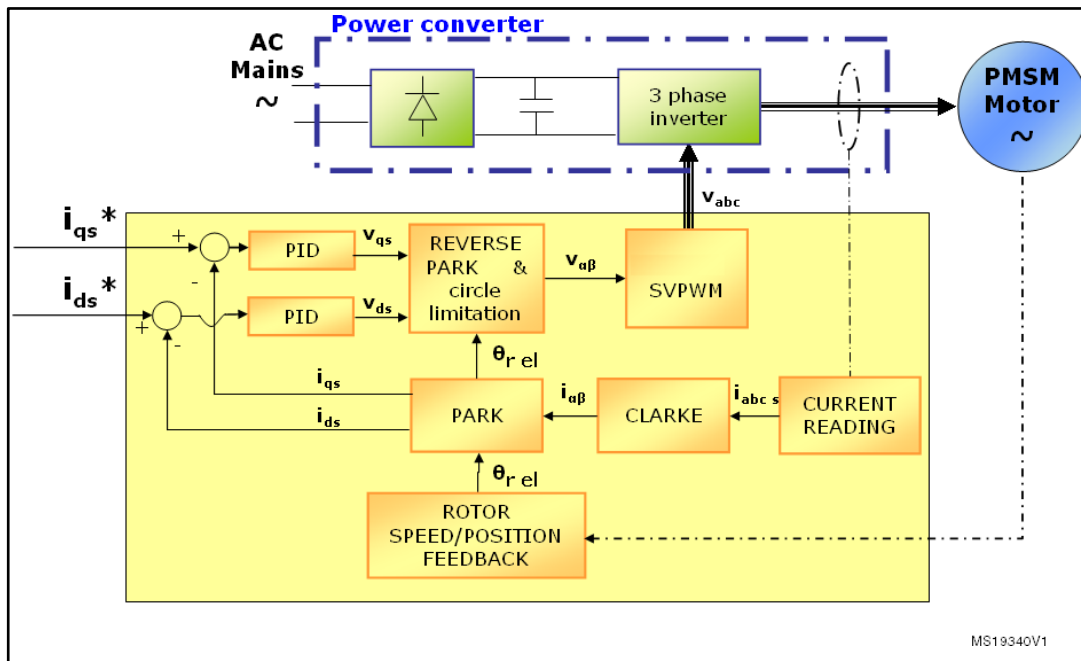 Power converter
AC
Mains
~
3 phase
inverter
PMSM
Motor
~
v_abc
i_qs*
+
-
PID
v_qs
REVERSE
PARK &
circle
limitation
v_αβ
SVPWM
i_ds*
+
-
PID
v_ds
θ_r el
i_qs
i_ds
PARK
i_αβ
CLARKE
i_abc s
CURRENT
READING
θ_r el
ROTOR
SPEED/POSITION
FEEDBACK
MS19340V1